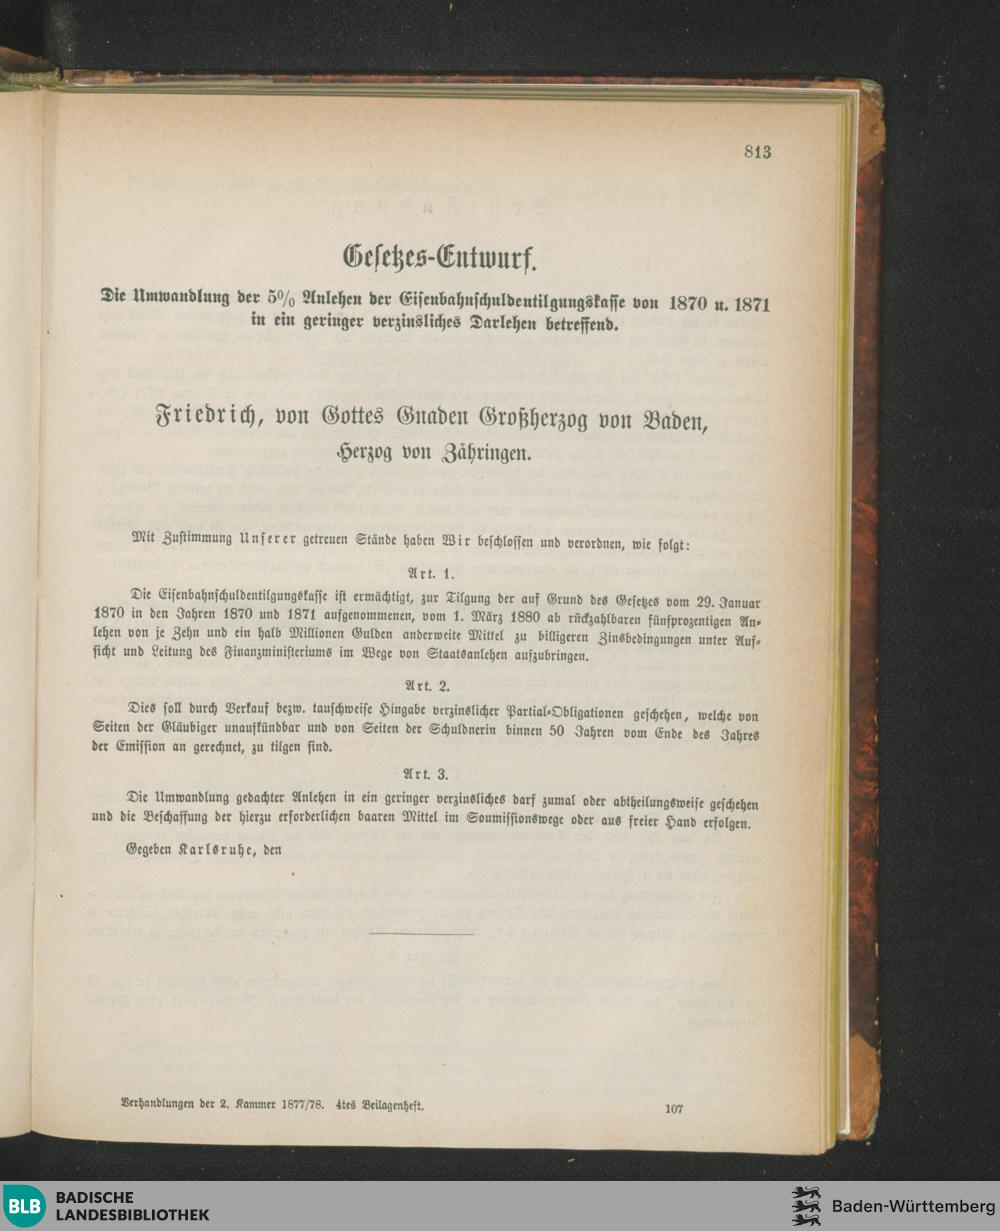 813
Gesetzes-Entwurf.
Die Umwandlung der 5% Anlehen der Eisenbahnschuldentilgungskasse von 1870 u. 1871
in ein geringer verzinsliches Darlehen betreffend.
Friedrich, von Gottes Gnaden Großherzog von Baden,
Herzog von Zähringen.
Mit Zustimmung Unserer getreuen Stände haben Wir beschlossen und verordnen, wie folgt:
Art. 1.
Die Eisenbahnschuldentilgungskasse ist ermächtigt, zur Tilgung der auf Grund des Gesetzes vom 29. Januar
1870 in den Jahren 1870 und 1871 aufgenommenen, vom 1. März 1880 ab rückzahlbaren fünfprozentigen An-
lehen von je Zehn und ein halb Millionen Gulden anderweite Mittel zu billigeren Zinsbedingungen unter Auf-
sicht und Leitung des Finanzministeriums im Wege von Staatsanlehen aufzubringen.
Art. 2.
Dies soll durch Verkauf bezw. tauschweise Hingabe verzinslicher Partial-Obligationen geschehen, welche von
Seiten der Gläubiger unaufkündbar und von Seiten der Schuldnerin binnen 50 Jahren vom Ende des Jahres
der Emission an gerechnet, zu tilgen sind.
Art. 3.
Die Umwandlung gedachter Anlehen in ein geringer verzinsliches darf zumal oder abtheilungsweise geschehen
und die Beschaffung der hierzu erforderlichen baaren Mittel im Soumissionswege oder aus freier Hand erfolgen.
Gegeben Karlsruhe, den
Verhandlungen der 2. Kammer 1877/78. 4tes Beilagenheft.
107
BLB
BADISCHE
LANDESBIBLIOTHEK
Baden-Württemberg